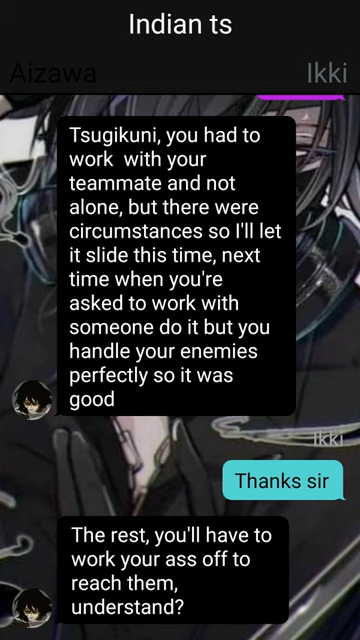 Indian ts
Aizawa
Ikki
Tsugikuni, you had to
work with your
teammate and not
alone, but there were
circumstances so I'll let
it slide this time, next
time when you're
asked to work with
someone do it but you
handle your enemies
perfectly so it was
good
Ikki
Thanks sir
The rest, you'll have to
work your ass off to
reach them,
understand?